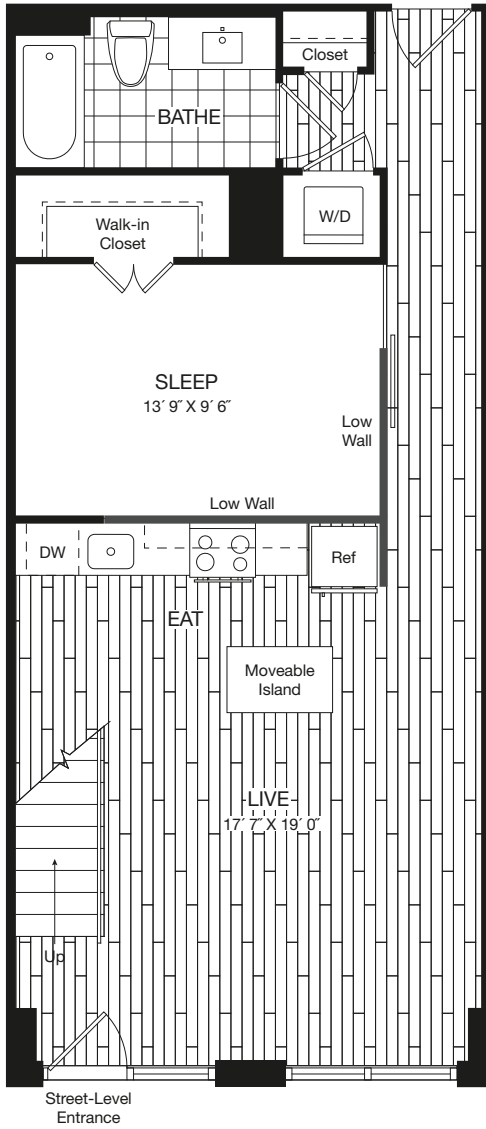 Closet
BATHE
W/D
Walk-in
Closet
SLEEP
13´ 9˝ X 9´ 6˝
Low
Wall
Low Wall
DW
Ref
EAT
Moveable
Island
LIVE
17´ 7˝ X 19´ 0˝
Up
Street-Level
Entrance